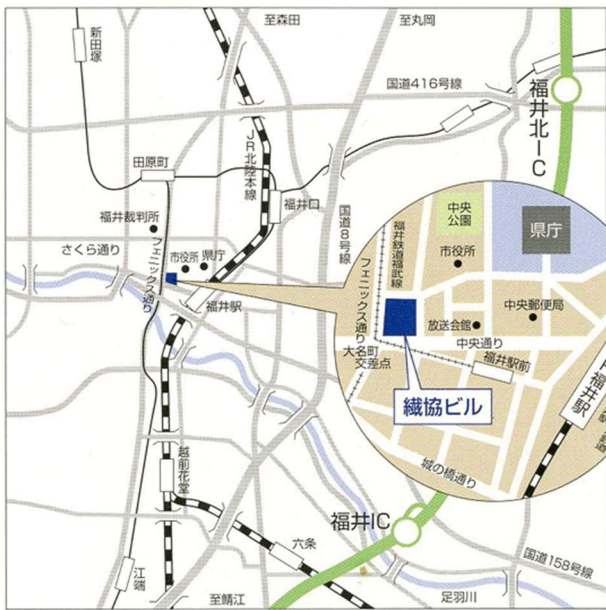 至森田
至丸岡
新田塚
国道416号線
福井北IC
JR北陸本線
田原町
福井口
福井裁判所
国道8号線
さくら通り
フェニックス通り
市役所
県庁
福井駅
中央
公園
県庁
福井鉄道福武線
フェニックス通り
市役所
中央郵便局
放送会館
中央通り
大名町
交差点
福井駅前
福井駅
繊協ビル
城の橋通り
越前花堂
福井IC
六条
国道158号線
江端
至鯖江
足羽川